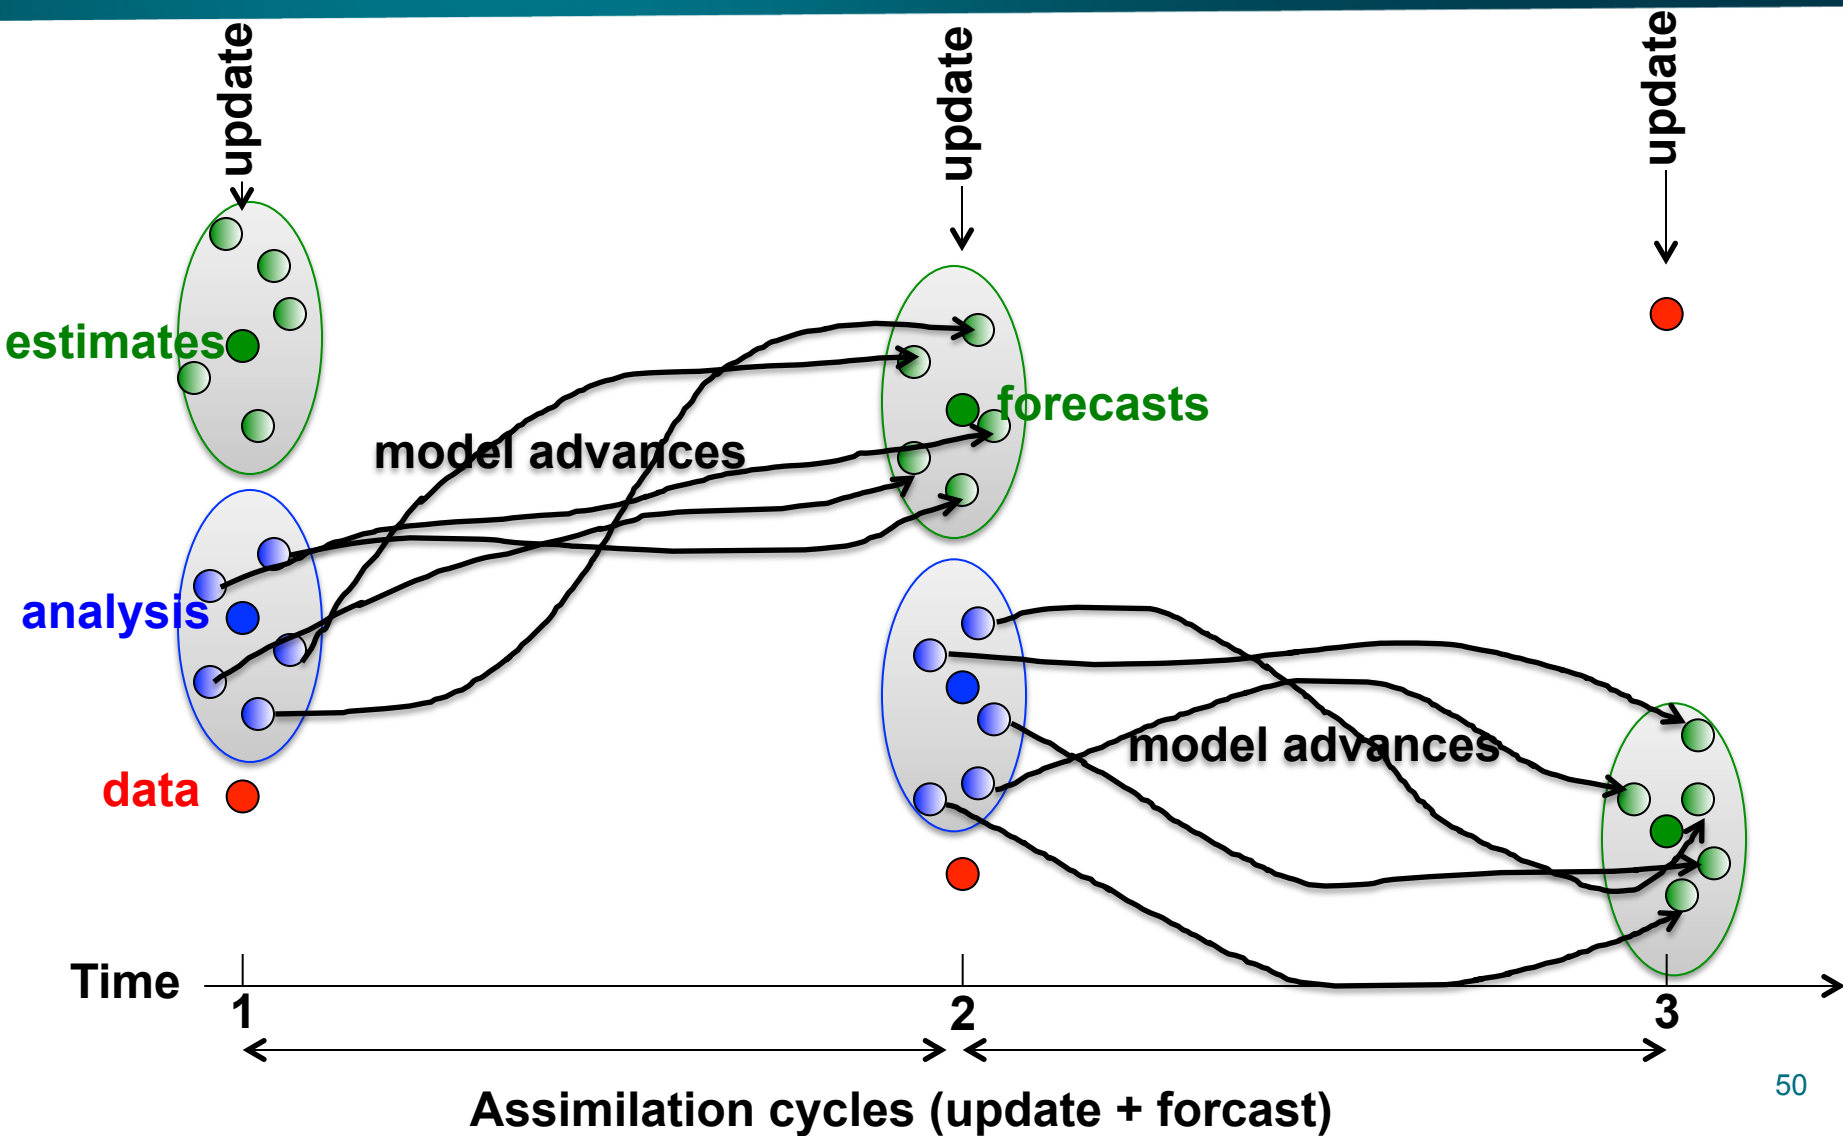 update
update
update
estimates
forecasts
model advances
analysis
model advances
data
Time
1
2
3
50
Assimilation cycles (update + forcast)